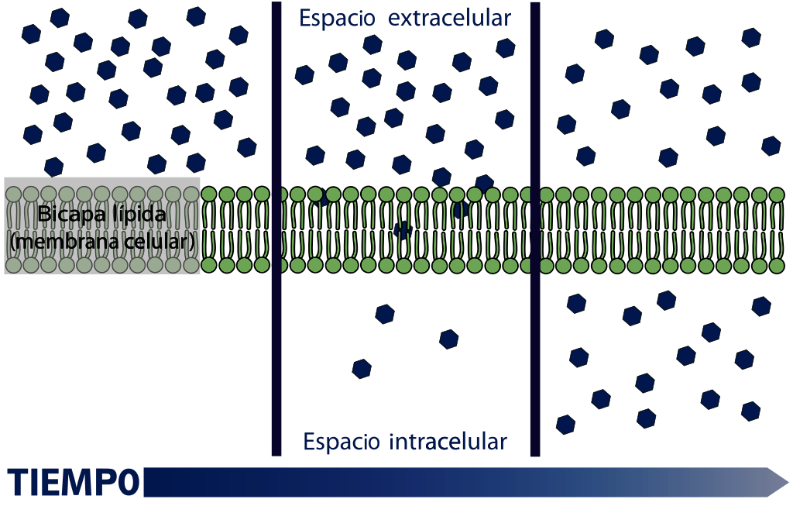 Espacio extracelular
Bicapa lípida
(membrana celular)
Espacio intracelular
TIEMPO